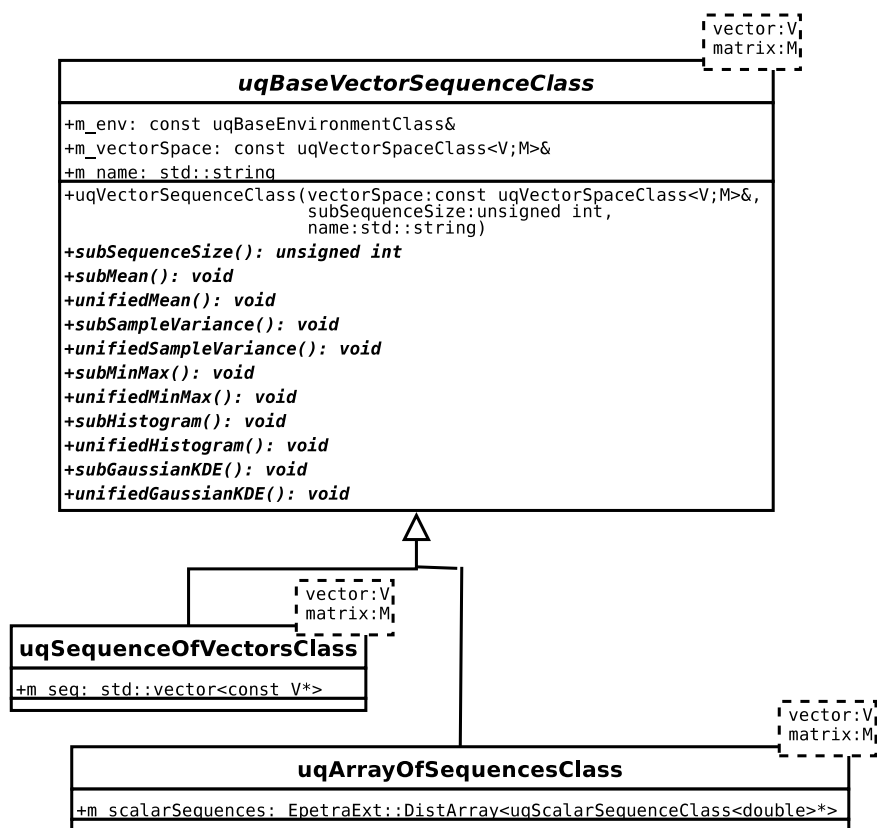 vector:V
matrix:M
uqBaseVectorSequenceClass
+m_env: const uqBaseEnvironmentClass&
+m_vectorSpace: const uqVectorSpaceClass<V;M>&
+m_name: std::string
+uqVectorSequenceClass(vectorSpace:const uqVectorSpaceClass<V;M>&,
subSequenceSize:unsigned int,
name:std::string)
+subSequenceSize(): unsigned int
+subMean(): void
+unifiedMean(): void
+subSampleVariance(): void
+unifiedSampleVariance(): void
+subMinMax(): void
+unifiedMinMax(): void
+subHistogram(): void
+unifiedHistogram(): void
+subGaussianKDE(): void
+unifiedGaussianKDE(): void
vector:V
matrix:M
uqSequenceOfVectorsClass
+m_seq: std::vector<const V*>
vector:V
matrix:M
uqArrayOfSequencesClass
+m_scalarSequences: EpetraExt::DistArray<uqScalarSequenceClass<double>*>